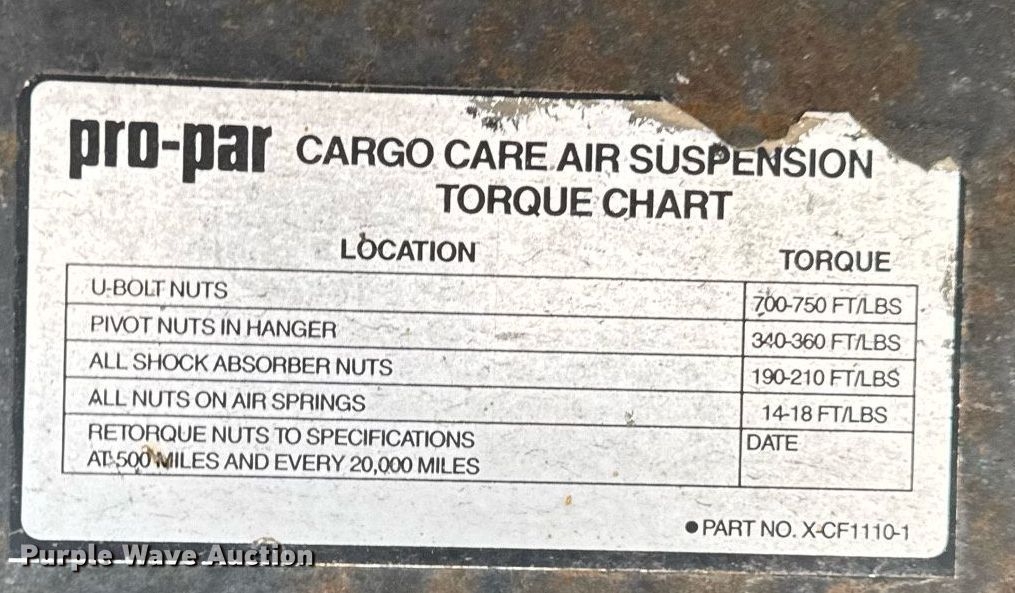 pro-par CARGO CARE AIR SUSPENSION
TORQUE CHART
LOCATION TORQUE
U-BOLT NUTS 700-750 FT/LBS
PIVOT NUTS IN HANGER 340-360 FT/LBS
ALL SHOCK ABSORBER NUTS 190-210 FT/LBS
ALL NUTS ON AIR SPRINGS 14-18 FT/LBS
RETORQUE NUTS TO SPECIFICATIONS DATE
AT 500 MILES AND EVERY 20,000 MILES
●PART NO. X-CF1110-1
Purple Wave Auction